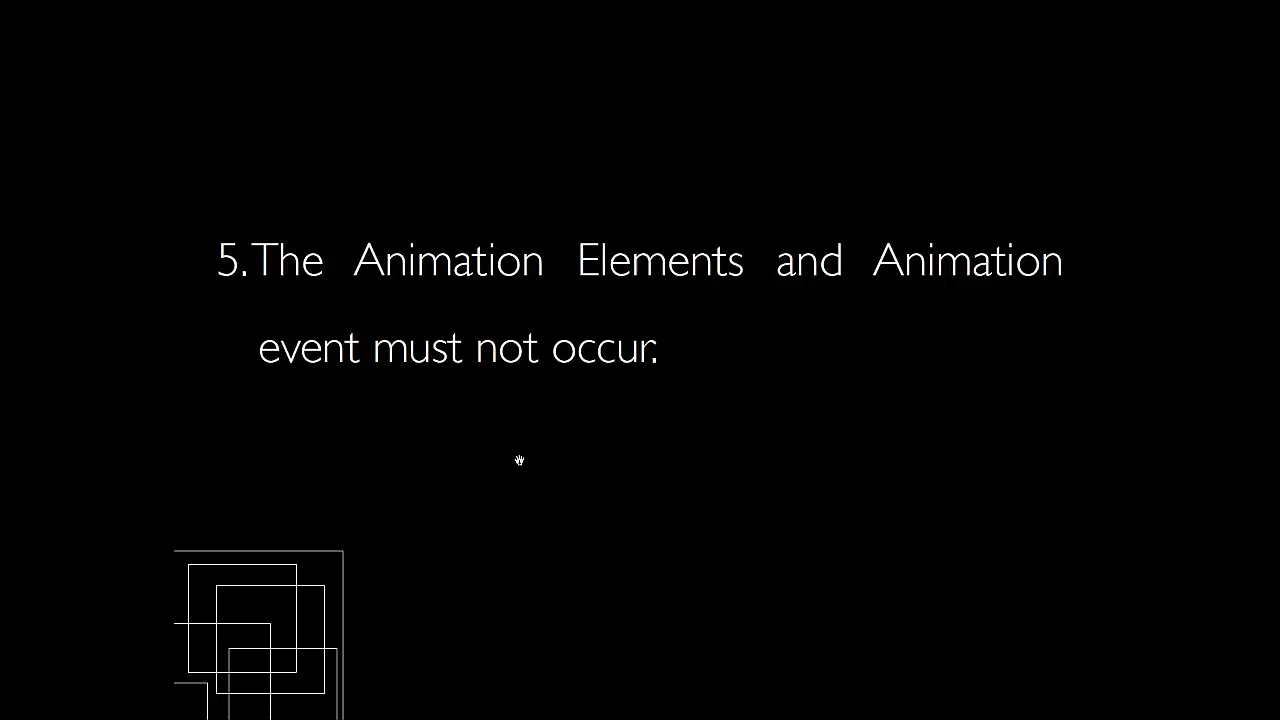 5. The Animation Elements and Animation
event must not occur.